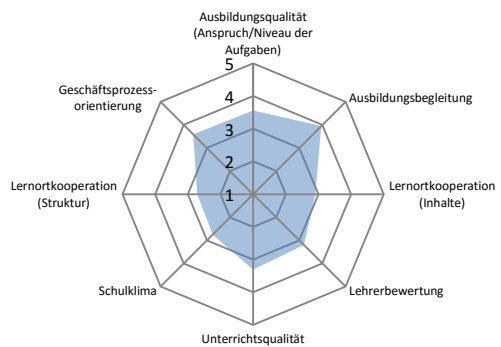 Ausbildungsqualität
(Anspruch/Niveau der
Aufgaben)
5
4
3
2
1
Ausbildungsbegleitung
Lernortkooperation
(Inhalte)
Lehrerbewertung
Unterrichtsqualität
Schulklima
Lernortkooperation
(Struktur)
Geschäftsprozess-
orientierung